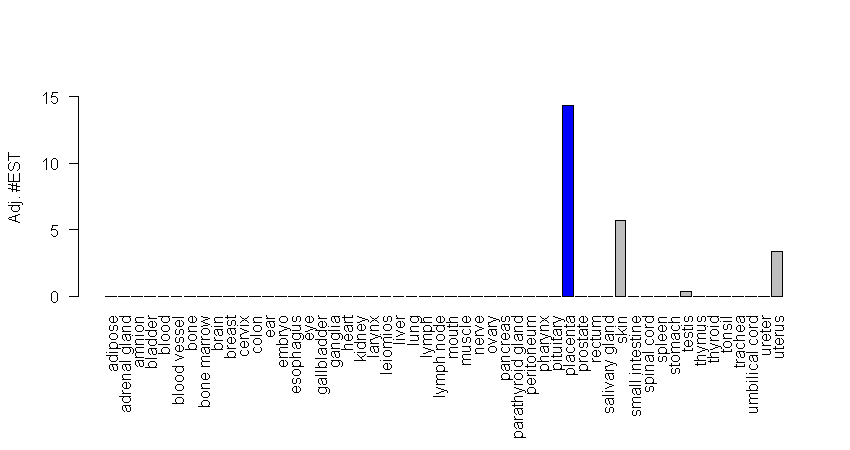 Adj. #EST
15
10
5
0
adipose
adrenal gland
amnion
bladder
blood
blood vessel
bone
bone marrow
brain
breast
cervix
colon
ear
embryo
esophagus
eye
gallbladder
ganglia
heart
kidney
larynx
leiomios
liver
lung
lymph
lymph node
mouth
muscle
nerve
ovary
pancreas
parathyroid gland
peritoneum
pharynx
pituitary
placenta
prostate
rectum
salivary gland
skin
small intestine
spinal cord
spleen
stomach
testis
thymus
thyroid
tonsil
trachea
umbilical cord
ureter
uterus